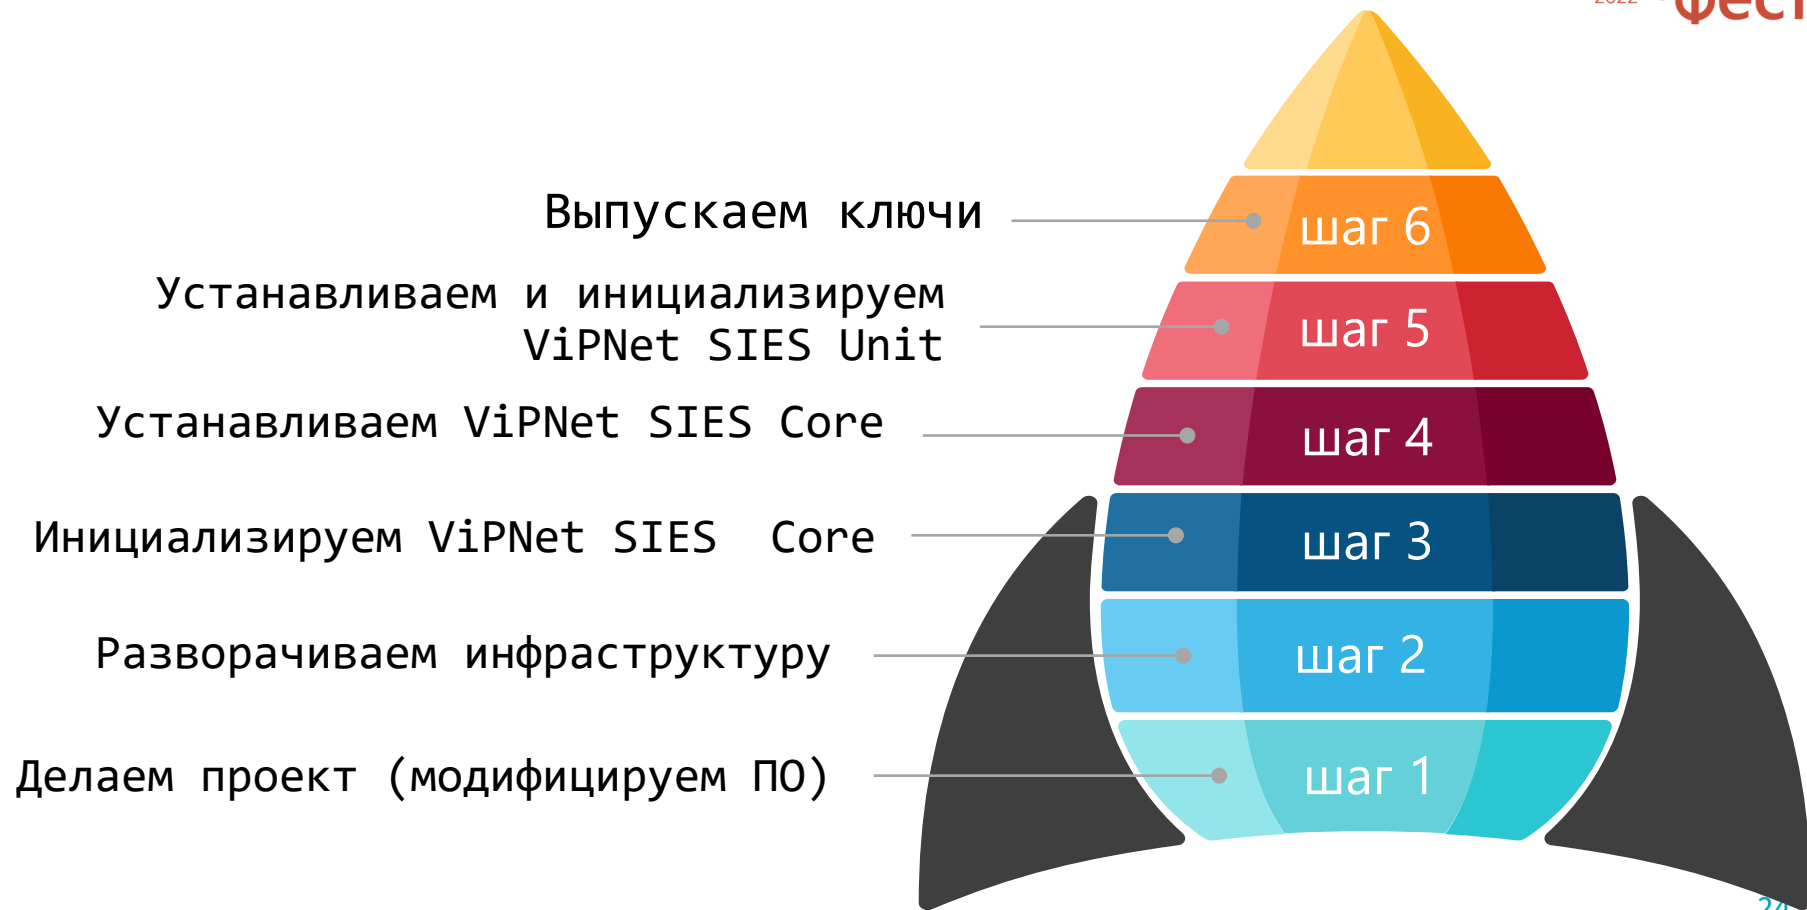 Выпускаем ключи
шаг 6
Устанавливаем и инициализируем
ViPNet SIES Unit
шаг 5
Устанавливаем ViPNet SIES Core
шаг 4
Инициализируем ViPNet SIES Core
шаг 3
Разворачиваем инфраструктуру
шаг 2
Делаем проект (модифицируем ПО)
шаг 1